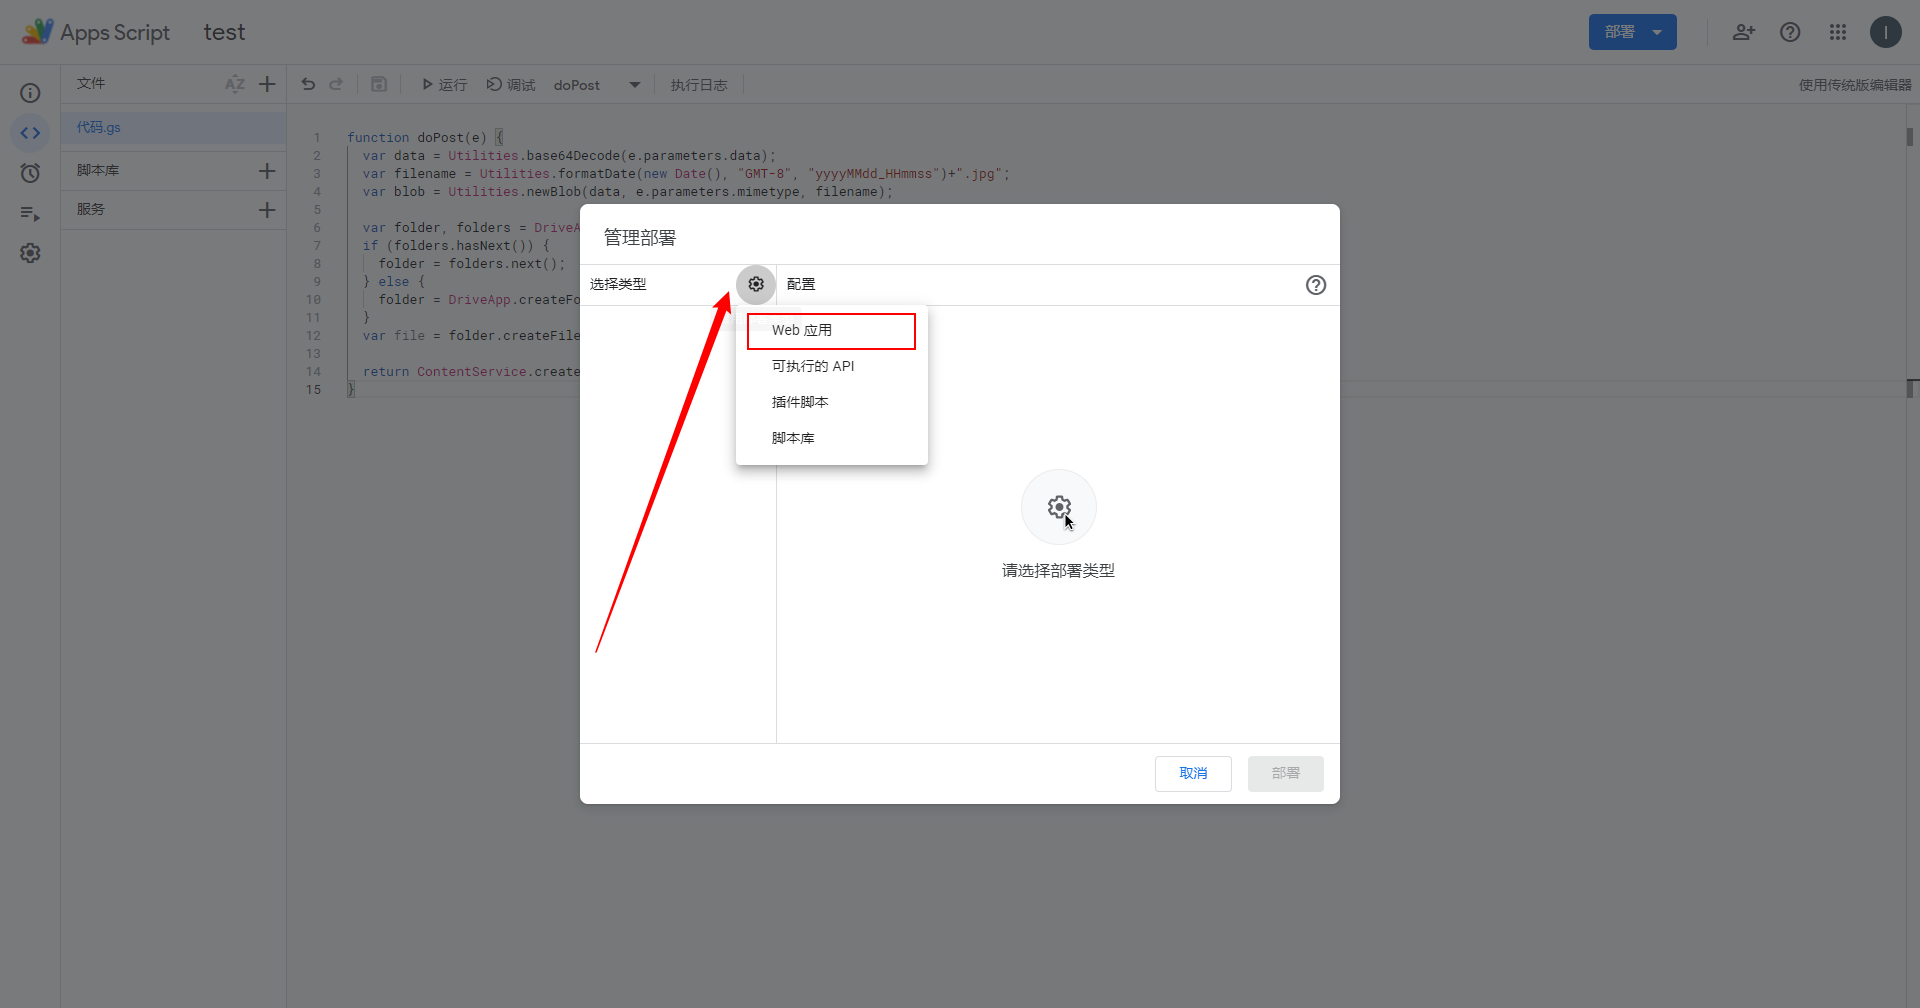 Apps Script test 部署 I
文件 AZ 运行 调试 doPost 执行日志 使用传统版编辑器
代码.gs
脚本库
服务
1 function doPost(e) {
2 var data = Utilities.base64Decode(e.parameters.data);
3 var filename = Utilities.formatDate(new Date(), "GMT-8", "yyyyMMdd_HHmmss")+".jpg";
4 var blob = Utilities.newBlob(data, e.parameters.mimetype, filename);
5
6 var folder, folders = DriveA
7 if (folders.hasNext()) {
8 folder = folders.next();
9 } else {
10 folder = DriveApp.createFo
11 }
12 var file = folder.createFile
13
14 return ContentService.create
15 }
管理部署
选择类型 配置
Web 应用
可执行的 API
插件脚本
脚本库
请选择部署类型
取消 部署